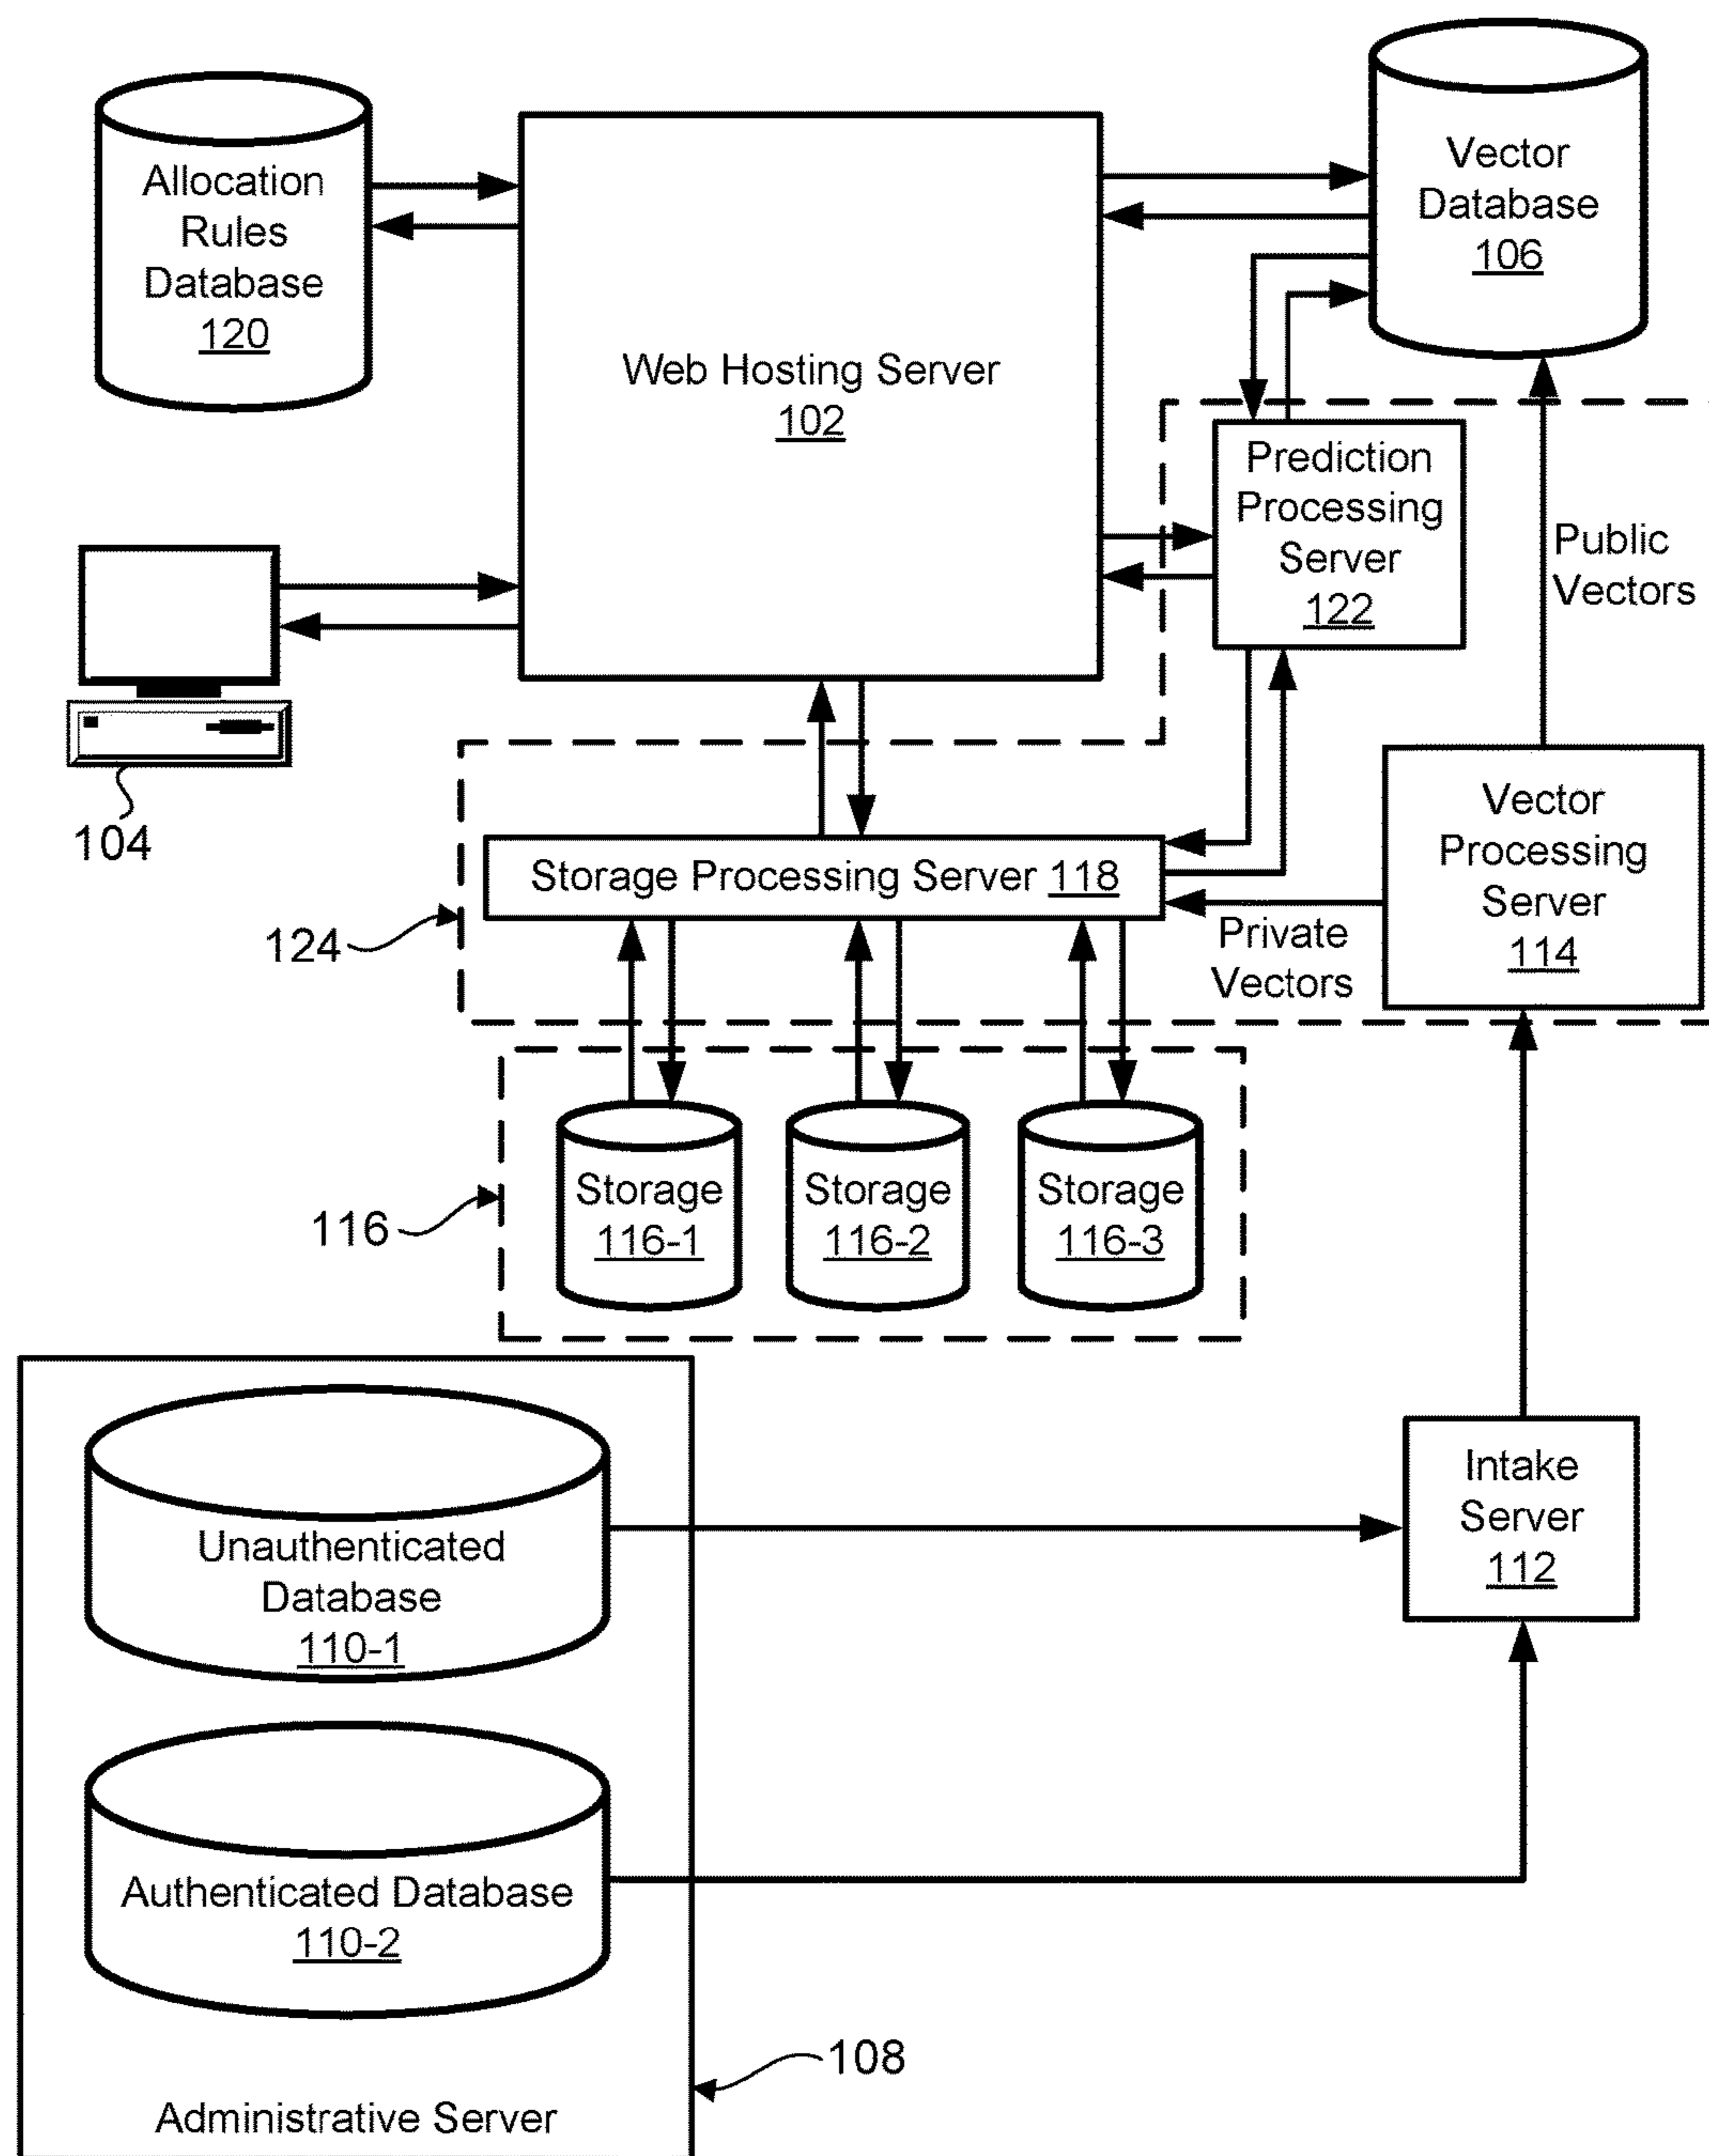 Allocation
Rules
Database
120
Web Hosting Server
102
Vector
Database
106
Prediction
Processing
Server
122
Public
Vectors
104
Storage Processing Server 118
Vector
Processing
Server
114
124
Private
Vectors
116
Storage
116-1
Storage
116-2
Storage
116-3
Unauthenticated
Database
110-1
Intake
Server
112
Authenticated Database
110-2
108
Administrative Server